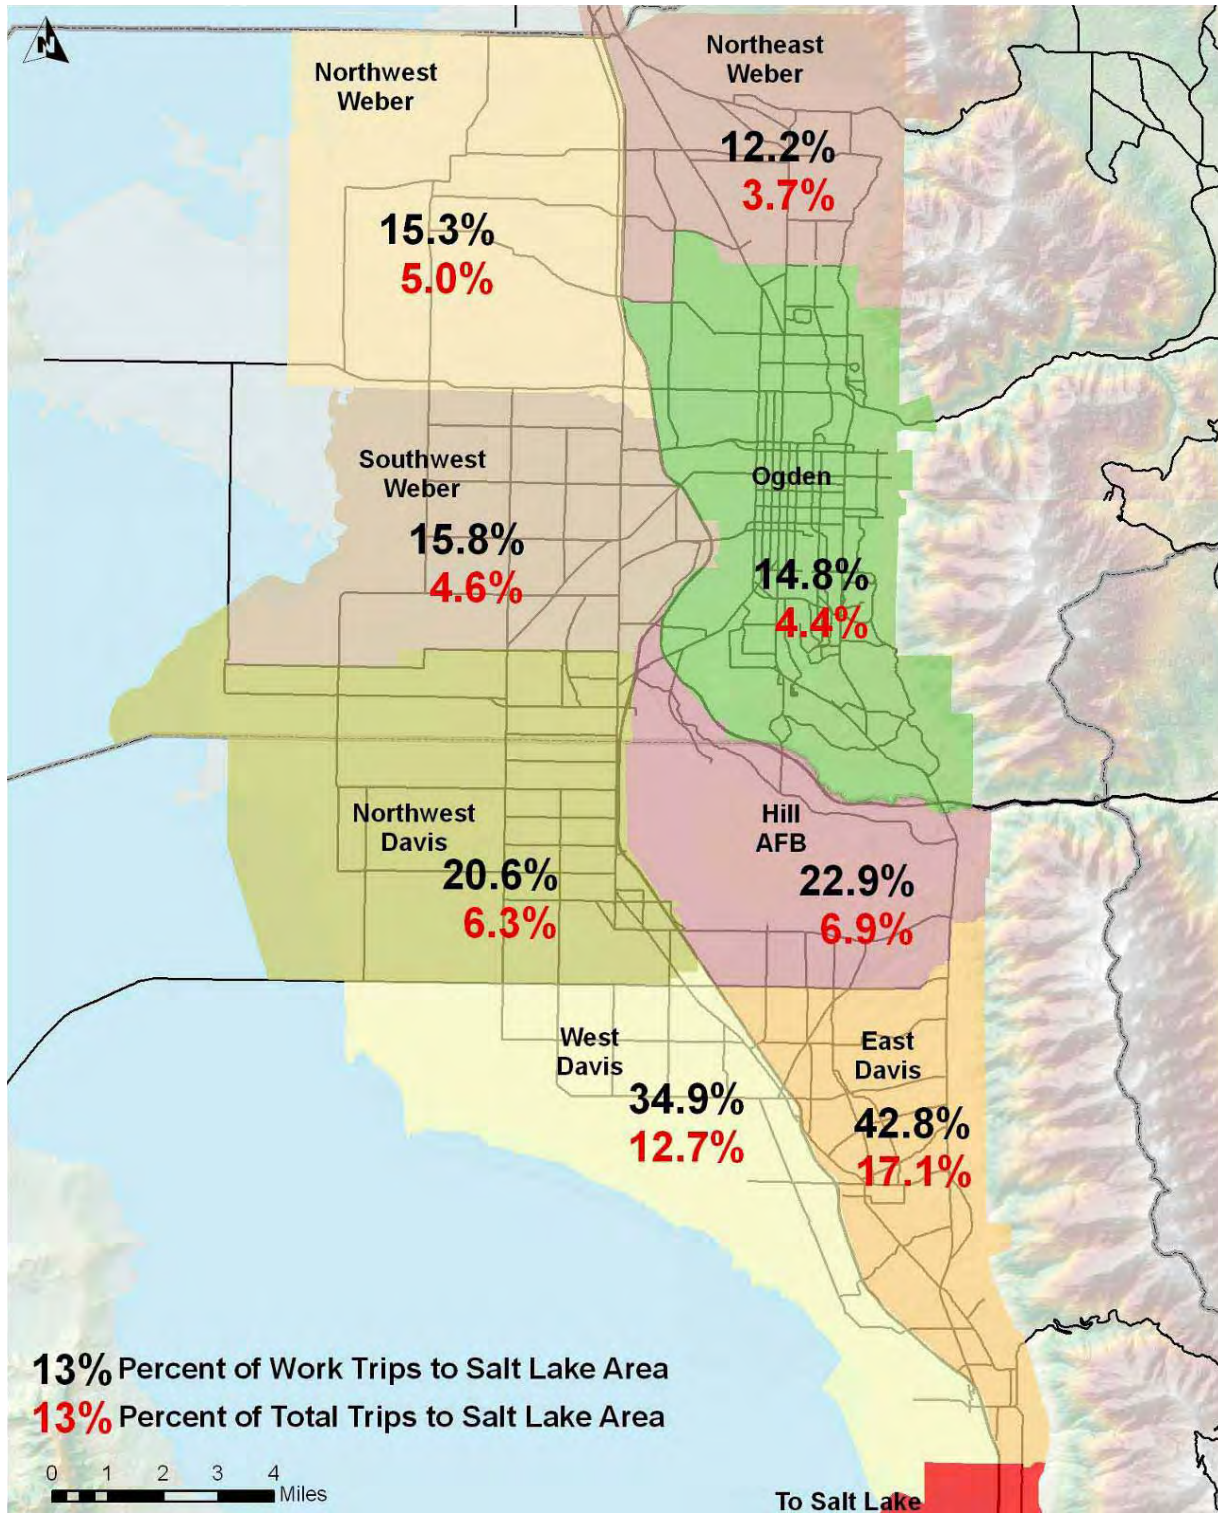 N
Northwest
Weber
15.3%
5.0%
Northeast
Weber
12.2%
3.7%
Southwest
Weber
15.8%
4.6%
Ogden
14.8%
4.4%
Northwest
Davis
20.6%
6.3%
Hill
AFB
22.9%
6.9%
West
Davis
34.9%
12.7%
East
Davis
42.8%
17.1%
13% Percent of Work Trips to Salt Lake Area
13% Percent of Total Trips to Salt Lake Area
0 1 2 3 4
Miles
To Salt Lake